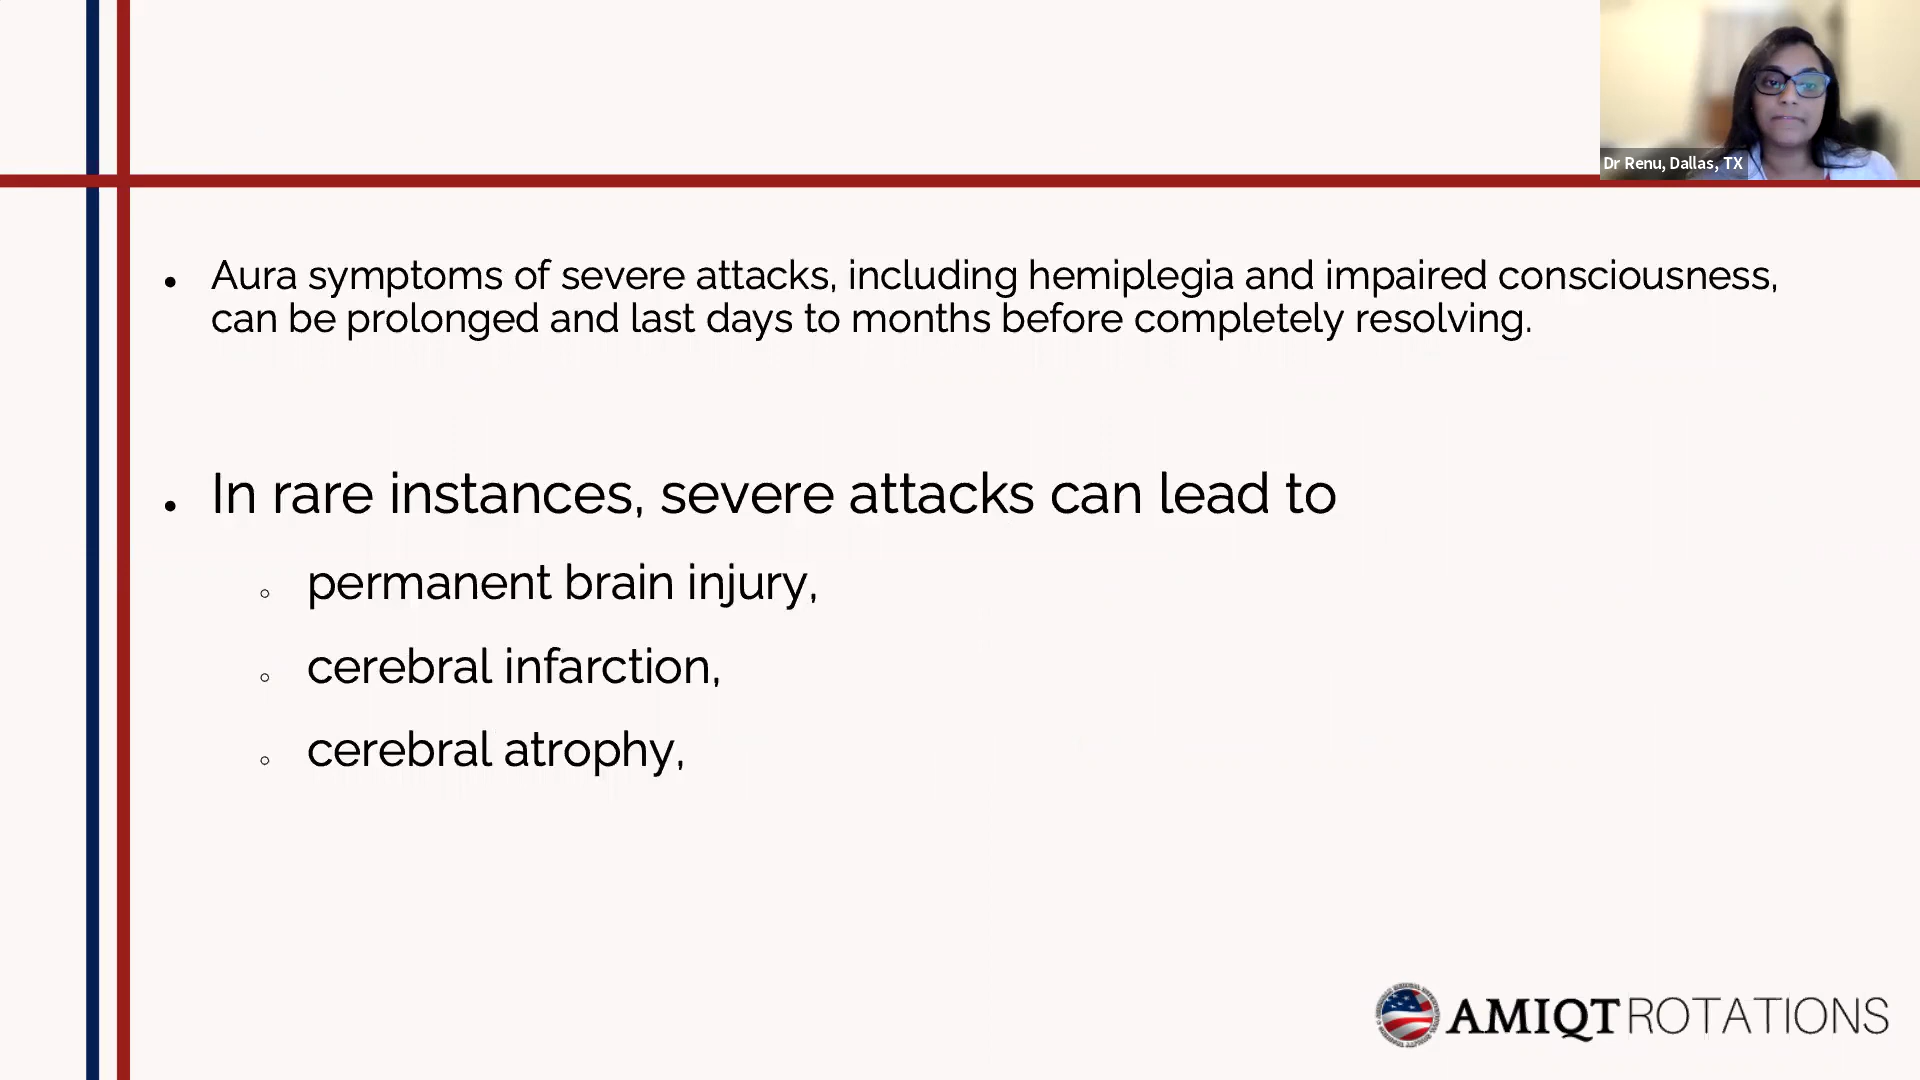 Dr Renu, Dallas, TX
• Aura symptoms of severe attacks, including hemiplegia and impaired consciousness,
can be prolonged and last days to months before completely resolving.
• In rare instances, severe attacks can lead to
○ permanent brain injury,
○ cerebral infarction,
○ cerebral atrophy,
AMIQT ROTATIONS